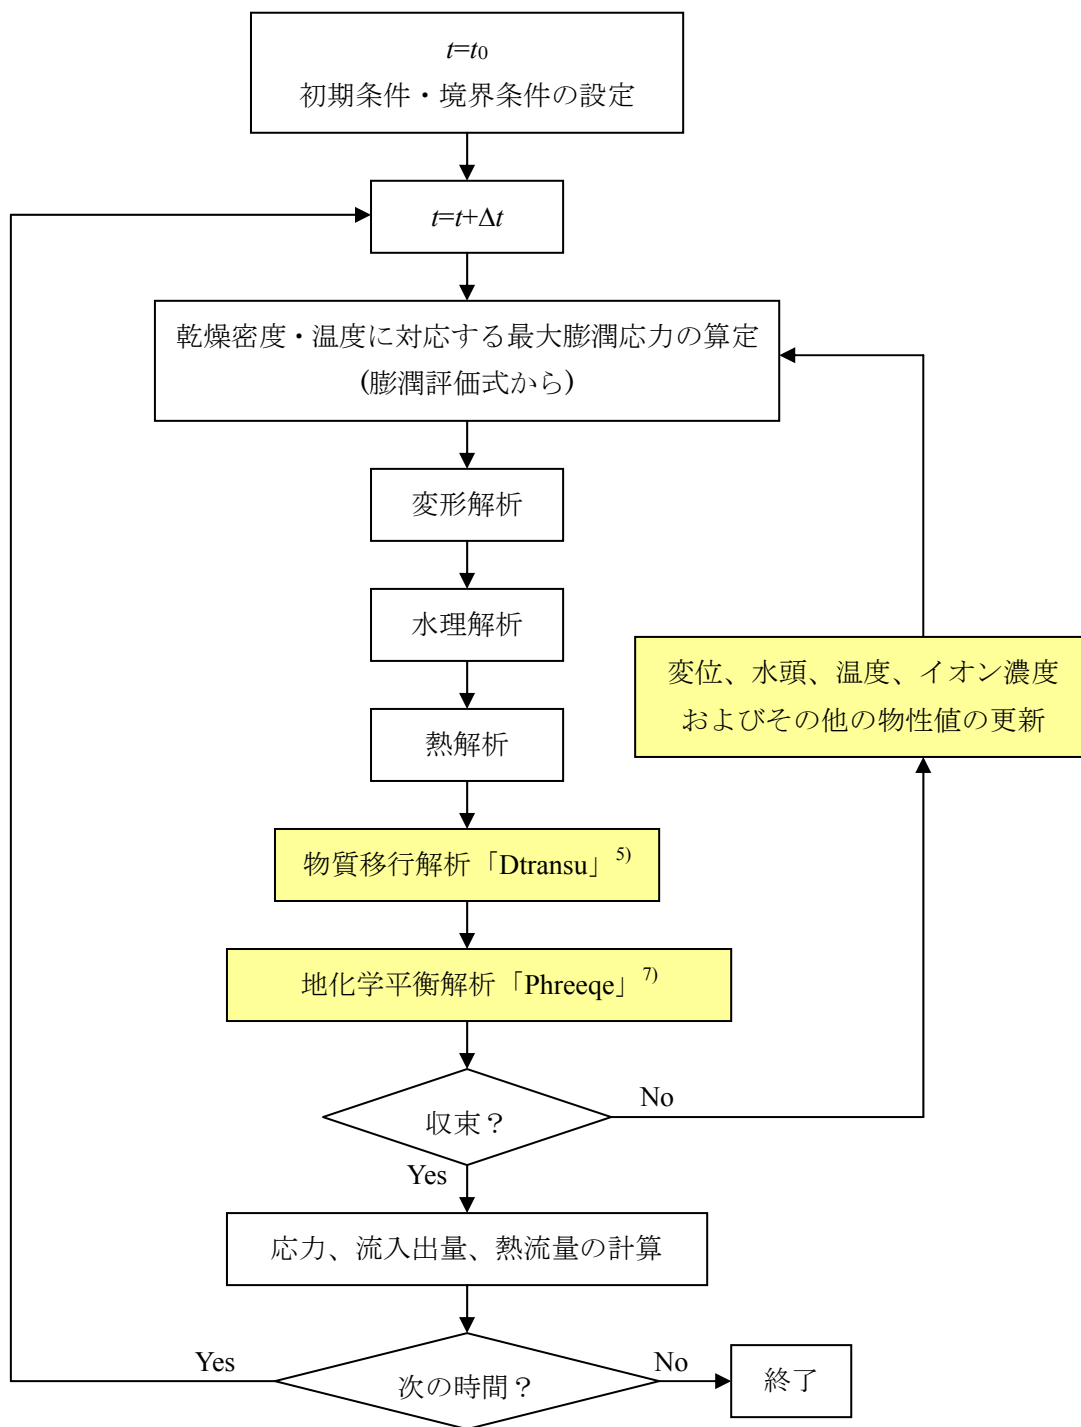 t=t0
初期条件・境界条件の設定
t=t+Δt
乾燥密度・温度に対応する最大膨潤応力の算定
(膨潤評価式から)
変形解析
水理解析
変位、水頭、温度、イオン濃度
およびその他の物性値の更新
熱解析
物質移行解析「Dtransu」5)
地化学平衡解析「Phreeqe」7)
収束？
No
Yes
応力、流入出量、熱流量の計算
Yes
次の時間？
No
終了